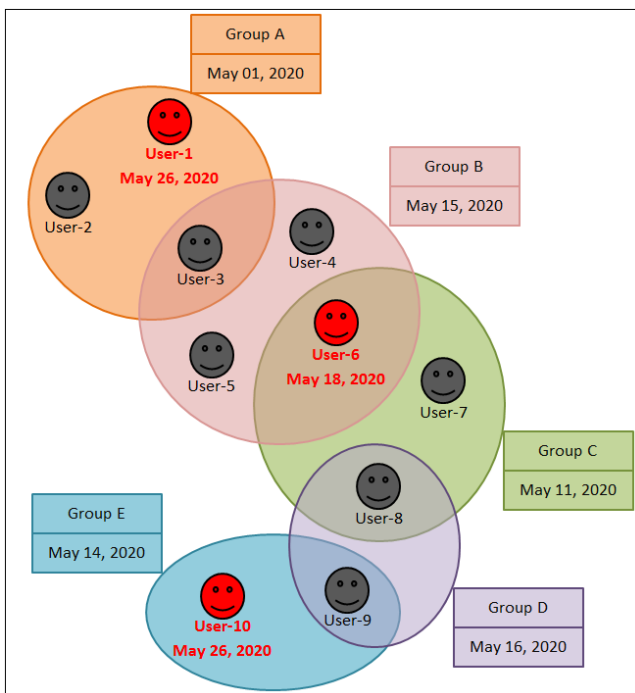 Group A
May 01, 2020
User-1
May 26, 2020
User-2
Group B
May 15, 2020
User-3
User-4
User-5
User-6
May 18, 2020
User-7
Group C
May 11, 2020
User-8
Group E
May 14, 2020
User-9
User-10
May 26, 2020
Group D
May 16, 2020